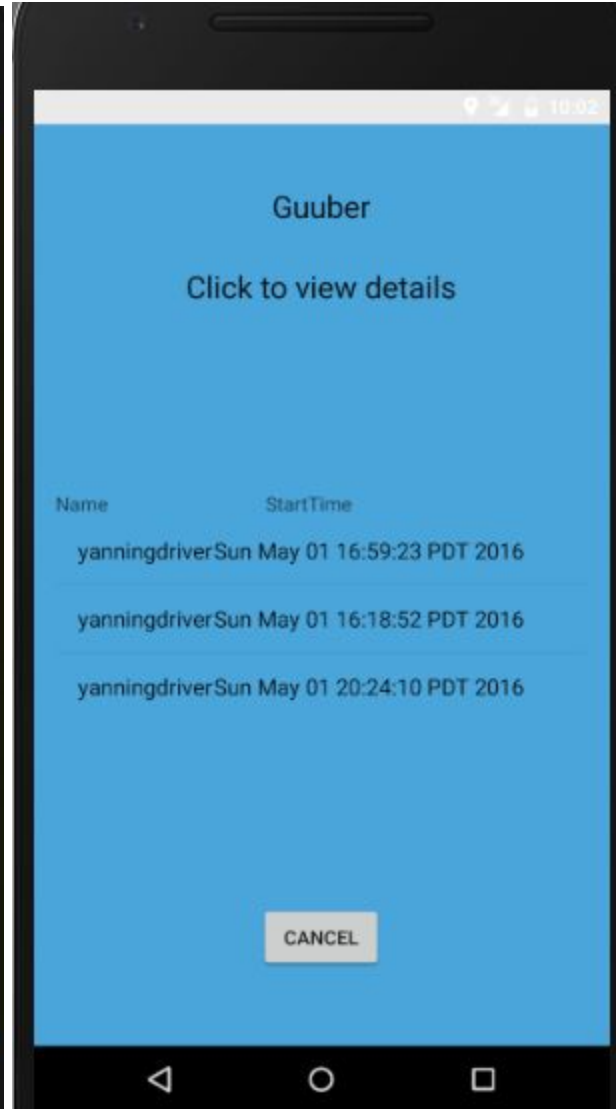 10:02
Guuber
Click to view details
Name StartTime
yanningdriverSun May 01 16:59:23 PDT 2016
yanningdriverSun May 01 16:18:52 PDT 2016
yanningdriverSun May 01 20:24:10 PDT 2016
CANCEL